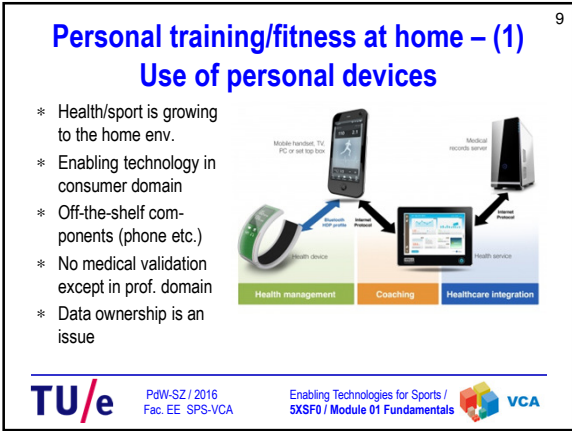 9
Personal training/fitness at home – (1)
Use of personal devices
* Health/sport is growing
to the home env.
* Enabling technology in
consumer domain
* Off-the-shelf com-
ponents (phone etc.)
* No medical validation
except in prof. domain
* Data ownership is an
issue
Mobile handset, TV,
PC or set top box
Medical
records server
Bluetooth
HDP profile
Internet
Protocol
Internet
Protocol
Health device
Health service
Health management
Coaching
Healthcare integration
TU/e
PdW-SZ / 2016
Fac. EE SPS-VCA
Enabling Technologies for Sports /
5XSF0 / Module 01 Fundamentals
VCA